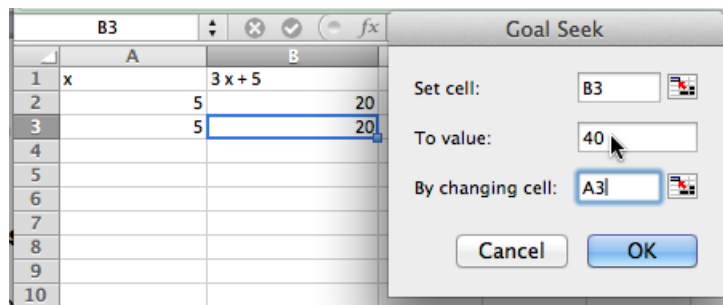 B3 fx
A B
1 x 3 x + 5
2 5 20
3 5 20
4
5
6
7
8
9
10
Goal Seek
Set cell: B3
To value: 40
By changing cell: A3
Cancel OK